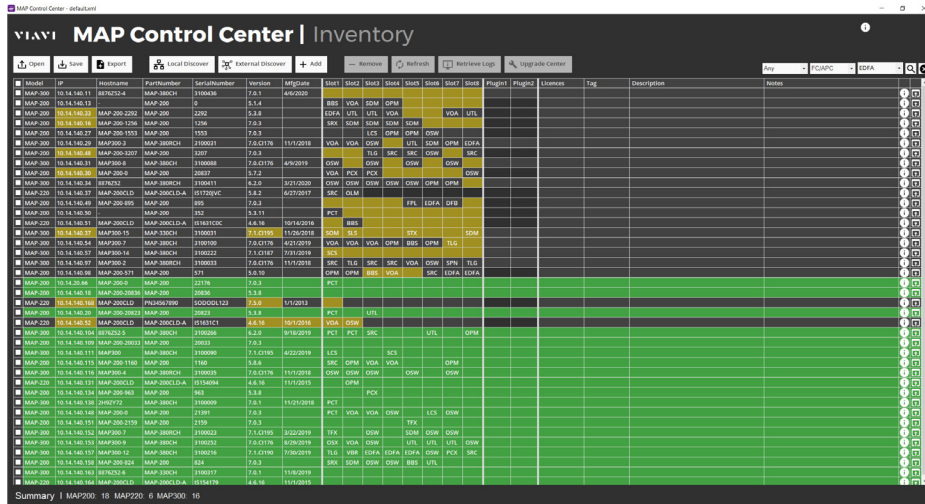 MAP Control Center - default.xml
VIAVI MAP Control Center | Inventory
Open Save Export Local Discover External Discover + Add Remove Refresh Retrieve Logs Upgrade Center Any FC/APC EDFA
Model IP Hostname PartNumber SerialNumber Version MfgDate Slot1 Slot2 Slot3 Slot4 Slot5 Slot6 Slot7 Slot8 Plugin1 Plugin2 Licences Tag Description Notes
MAP-300 10.14.140.11 8876Z52-4 MAP-380CH 3100436 7.0.1 4/6/2020
MAP-200 10.14.140.13 - MAP-200 0 5.1.4 BBS VOA SDM OPM
MAP-200 10.14.140.23 MAP-200-2292 MAP-200 2292 5.3.8 EDFA UTL UTL VOA VOA UTL
MAP-200 10.14.140.16 MAP-200-1256 MAP-200 1256 7.0.3 SRX SDM SDM SDM SDM
MAP-200 10.14.140.27 MAP-200-1553 MAP-200 1553 7.0.3 LCS OPM OPM OSW
MAP-300 10.14.140.29 MAP300-3 MAP-380RCH 3100031 7.0.CI176 11/1/2018 VOA VOA OSW UTL SDM OPM EDFA
MAP-200 10.14.140.48 MAP-200-3207 MAP-200 3207 7.0.3 TLG SRC SRC OSW SRC
MAP-300 10.14.140.31 MAP300-8 MAP-380CH 3100088 7.0.CI176 4/9/2019 OSW OSW OSW OSW
MAP-200 10.14.140.30 MAP-200-0 MAP-200 20837 5.7.2 VOA PCX PCX OSW
MAP-300 10.14.140.34 8876Z52 MAP-380RCH 3100411 6.2.0 3/21/2020 OSW OSW OSW OSW OSW OPM OPM
MAP-220 10.14.140.37 MAP-200CLD MAP-200CLD-A IS1720JVC 5.8.2 6/27/2017 SRC OLM
MAP-200 10.14.140.49 MAP-200-895 MAP-200 895 7.0.3 FPL EDFA DFB
MAP-200 10.14.140.50 - MAP-200 352 5.3.11 PCT
MAP-220 10.14.140.51 MAP-200CLD MAP-200CLD-A IS1631C0C 4.6.16 10/14/2016 BBS
MAP-300 10.14.140.37 MAP300-15 MAP-330CH 3100031 7.1.CI195 11/26/2018 SOM SLS STX SDM
MAP-300 10.14.140.54 MAP300-7 MAP-380CH 3100100 7.0.CI176 4/21/2019 VOA VOA VOA OPM BBS OPM TLG
MAP-300 10.14.140.57 MAP300-14 MAP-380CH 3100222 7.1.CI187 7/31/2019 SCS
MAP-300 10.14.140.97 MAP300-2 MAP-380RCH 3100033 7.0.CI176 11/1/2018 SRC TLG SRC SRC VOA OSW SPN TLG
MAP-200 10.14.140.98 MAP-200-571 MAP-200 571 5.0.10 OPM OPM BBS VOA SRC EDFA EDFA
MAP-200 10.14.20.66 MAP-200 22176 7.0.3 PCT
MAP-200 10.14.140.18 MAP-200-20836 MAP-200 20836 5.3.8
MAP-220 10.14.140.168 MAP-200CLD PN34567890 SODODL123 7.5.0 1/1/2013
MAP-200 10.14.140.20 MAP-200-20823 MAP-200 20823 5.3.8 PCT UTL
MAP-220 10.14.140.52 MAP-200CLD MAP-200CLD-A IS1631C1 4.6.16 10/1/2016 VOA OSW
MAP-200 10.14.140.104 8876Z52-5 MAP-380CH 3100266 6.2.0 9/16/2019 PCT PCT SRC UTL OPM
MAP-200 10.14.140.109 MAP-200-20033 MAP-200 20033 7.0.3
MAP-300 10.14.140.111 MAP300 MAP-380CH 3100090 7.1.CI195 4/22/2019 LCS SCS
MAP-200 10.14.140.115 MAP-200-1160 MAP-200 1160 5.8.6 SRC OPM VOA VOA OPM
MAP-300 10.14.140.116 MAP300-4 MAP-380RCH 3100035 7.0.CI176 11/1/2018 OSW OSW OSW OSW OSW
MAP-220 10.14.140.131 MAP-200CLD MAP-200CLD-A IS154094 4.6.16 11/1/2015 OPM
MAP-200 10.14.140.134 MAP-200-963 MAP-200 963 5.3.8 PCX
MAP-300 10.14.140.138 2H9ZY72 MAP-380CH 3100009 7.0.1 11/21/2018 PCT
MAP-200 10.14.140.148 MAP-200-0 MAP-200 21391 7.0.3 PCT VOA VOA OSW LCS OSW
MAP-200 10.14.140.151 MAP-200-2159 MAP-200 2159 7.0.3 TFX
MAP-300 10.14.140.152 MAP300-7 MAP-380RCH 3100023 7.1.CI195 3/22/2019 TFX OSW SDM OSW OSW
MAP-300 10.14.140.153 MAP300-9 MAP-380CH 3100252 7.0.CI176 8/29/2019 OSX VOA OSW UTL UTL UTL OSW
MAP-300 10.14.140.157 MAP300-12 MAP-380CH 3100216 7.1.CI190 7/30/2019 TLG VBR EDFA EDFA EDFA OSW PCX SRC
MAP-200 10.14.140.158 MAP-200-824 MAP-200 824 7.0.3 SRX SDM OSW OSW BBS UTL
MAP-300 10.14.140.163 8876Z52-6 MAP-330CH 3100317 7.0.1 11/8/2019
MAP-220 10.14.140.164 MAP-200CLD MAP-200CLD-A IS154179 4.6.16 11/1/2015
Summary | MAP200: 18 MAP220: 6 MAP300: 16